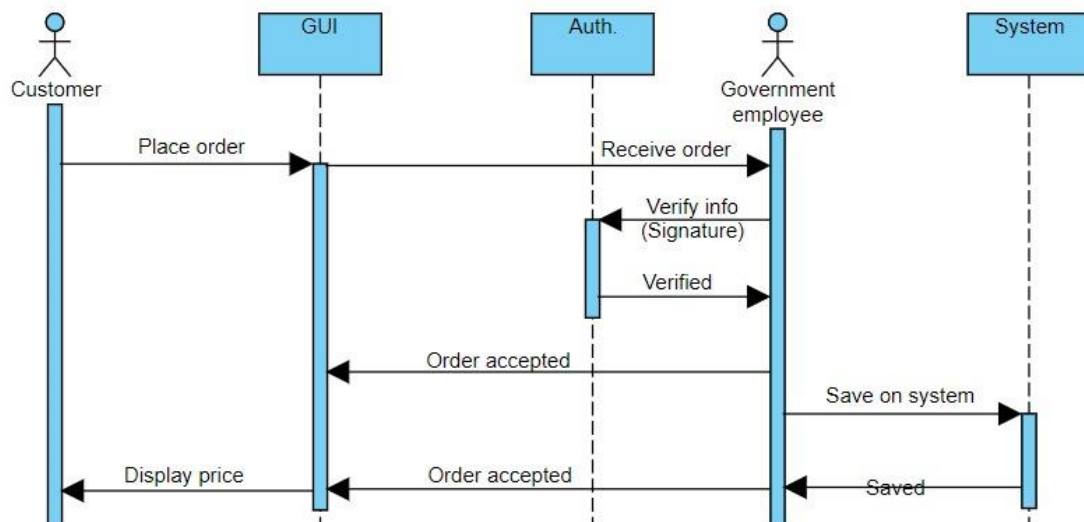 GUI
Auth.
System
Customer
Government
employee
Place order
Receive order
Verify info
(Signature)
Verified
Order accepted
Save on system
Display price
Order accepted
Saved